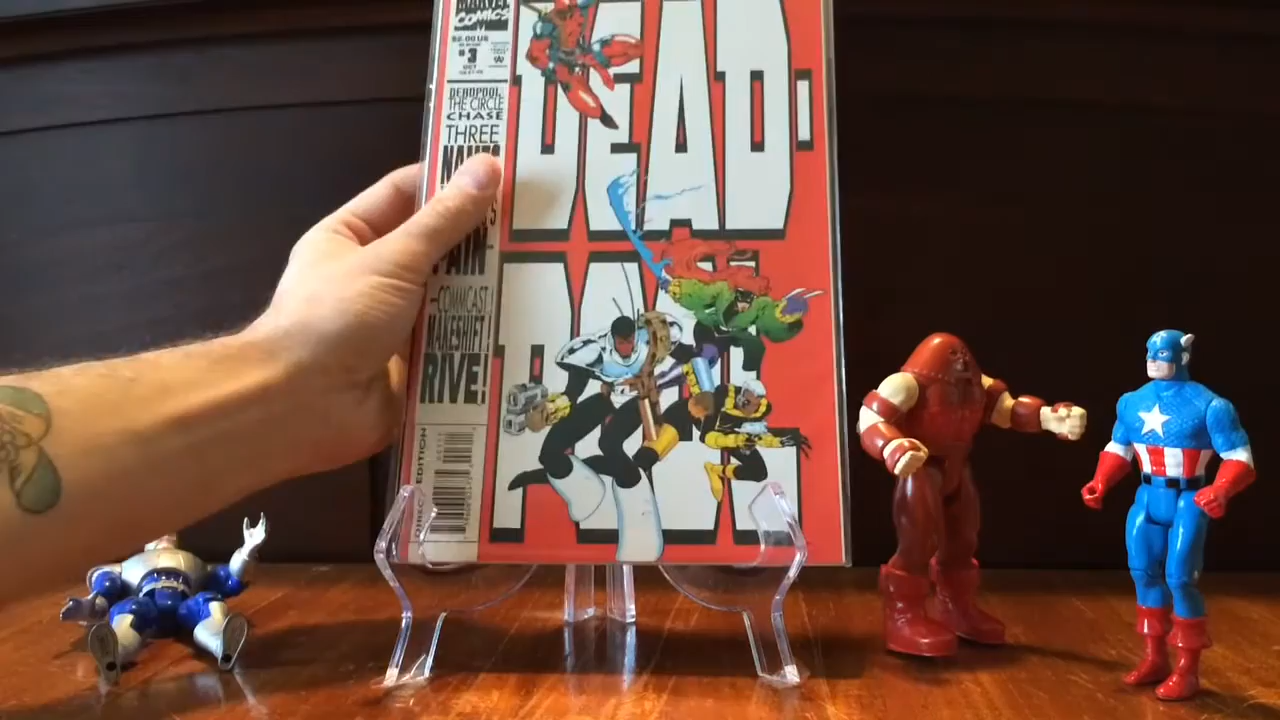 MARVEL
COMICS
$2.00 US
#3
OCT
DEADPOOL,
THE CIRCLE
CHASE
THREE
NAMES
PAIN-
-COMMCAST!
MAKESHIFT!
RIVE!
DIRECT EDITION
DEAD-